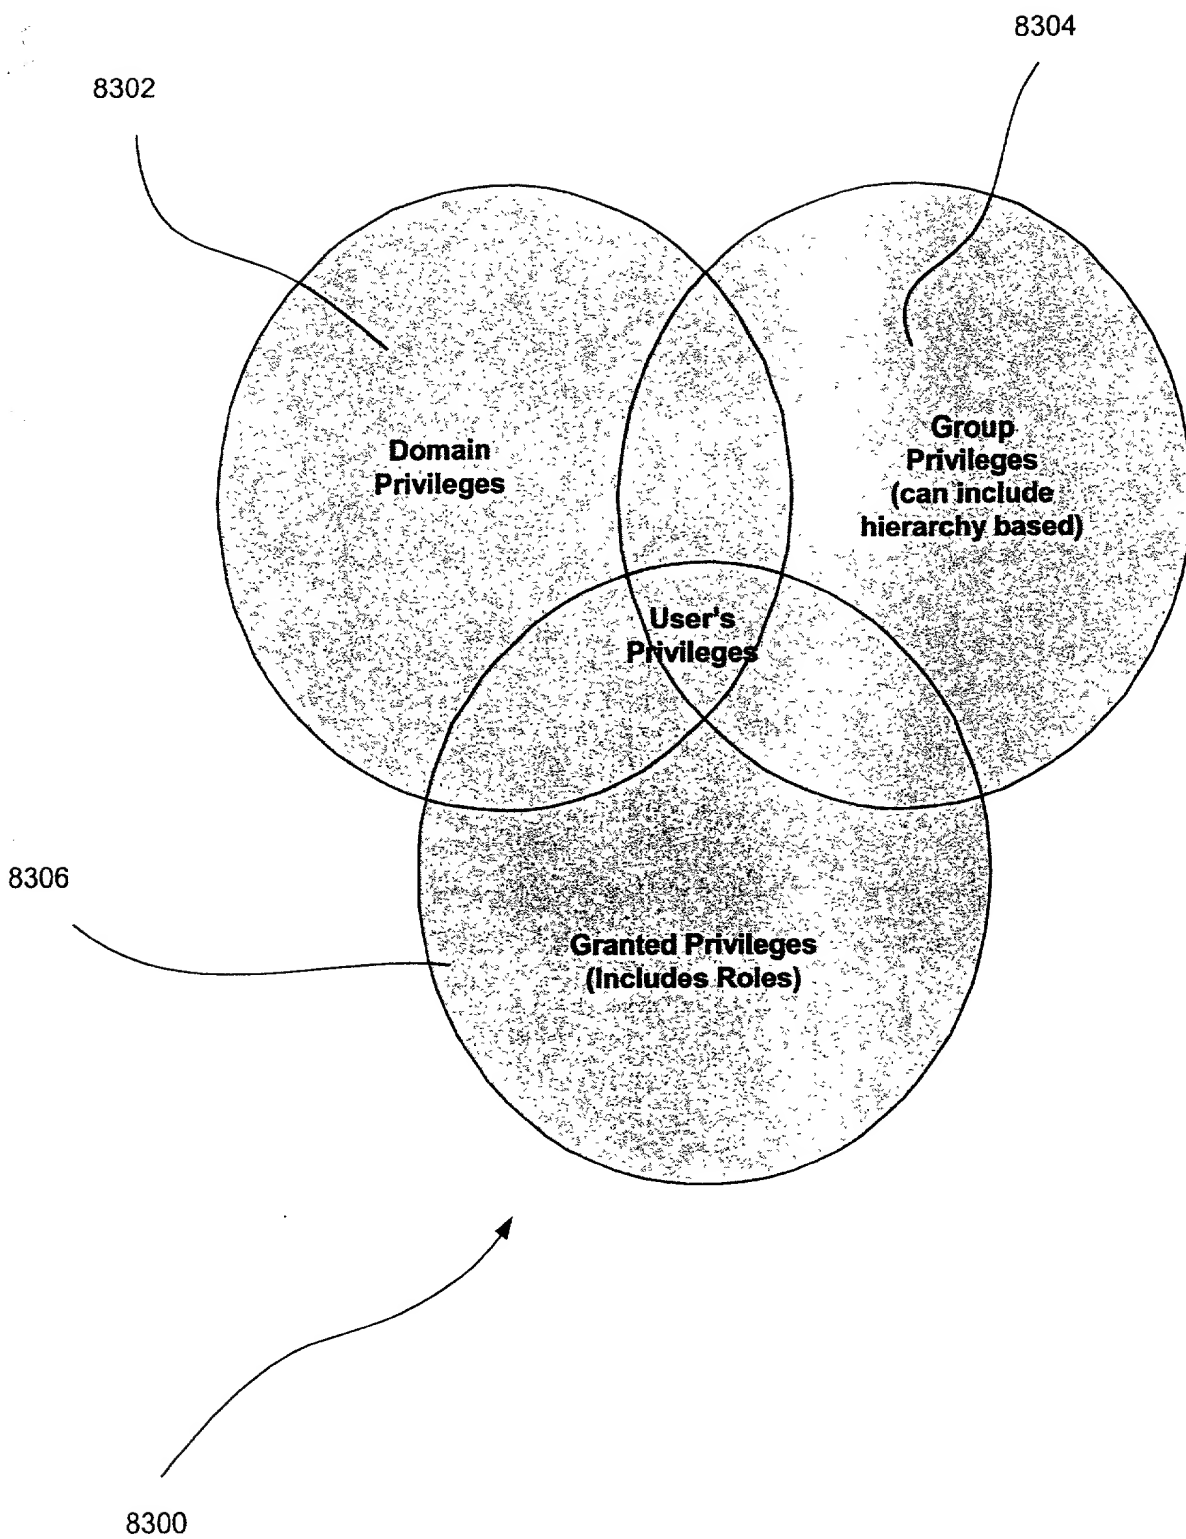 8304
8302
Domain
Privileges
Group
Privileges
(can include
hierarchy based)
User's
Privileges
8306
Granted Privileges
(Includes Roles)
8300